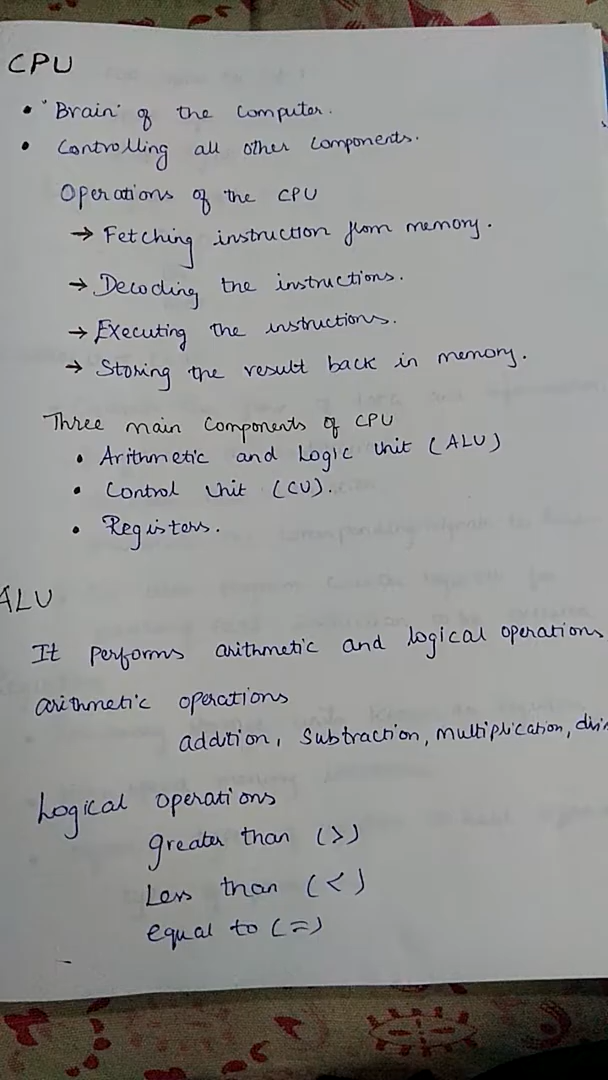 CPU
• "Brain" of the Computer.
• Controlling all other components.
Operations of the CPU
→ Fetching instruction from memory.
→ Decoding the instructions.
→ Executing the instructions.
→ Storing the result back in memory.
Three main Components of CPU
• Arithmetic and Logic Unit (ALU)
• Control Unit (CU).
• Registers.
ALU
It performs arithmetic and logical operations
arithmetic operations
addition, Subtraction, multiplication,
Logical operations
greater than (>)
Less than (<)
equal to (=)